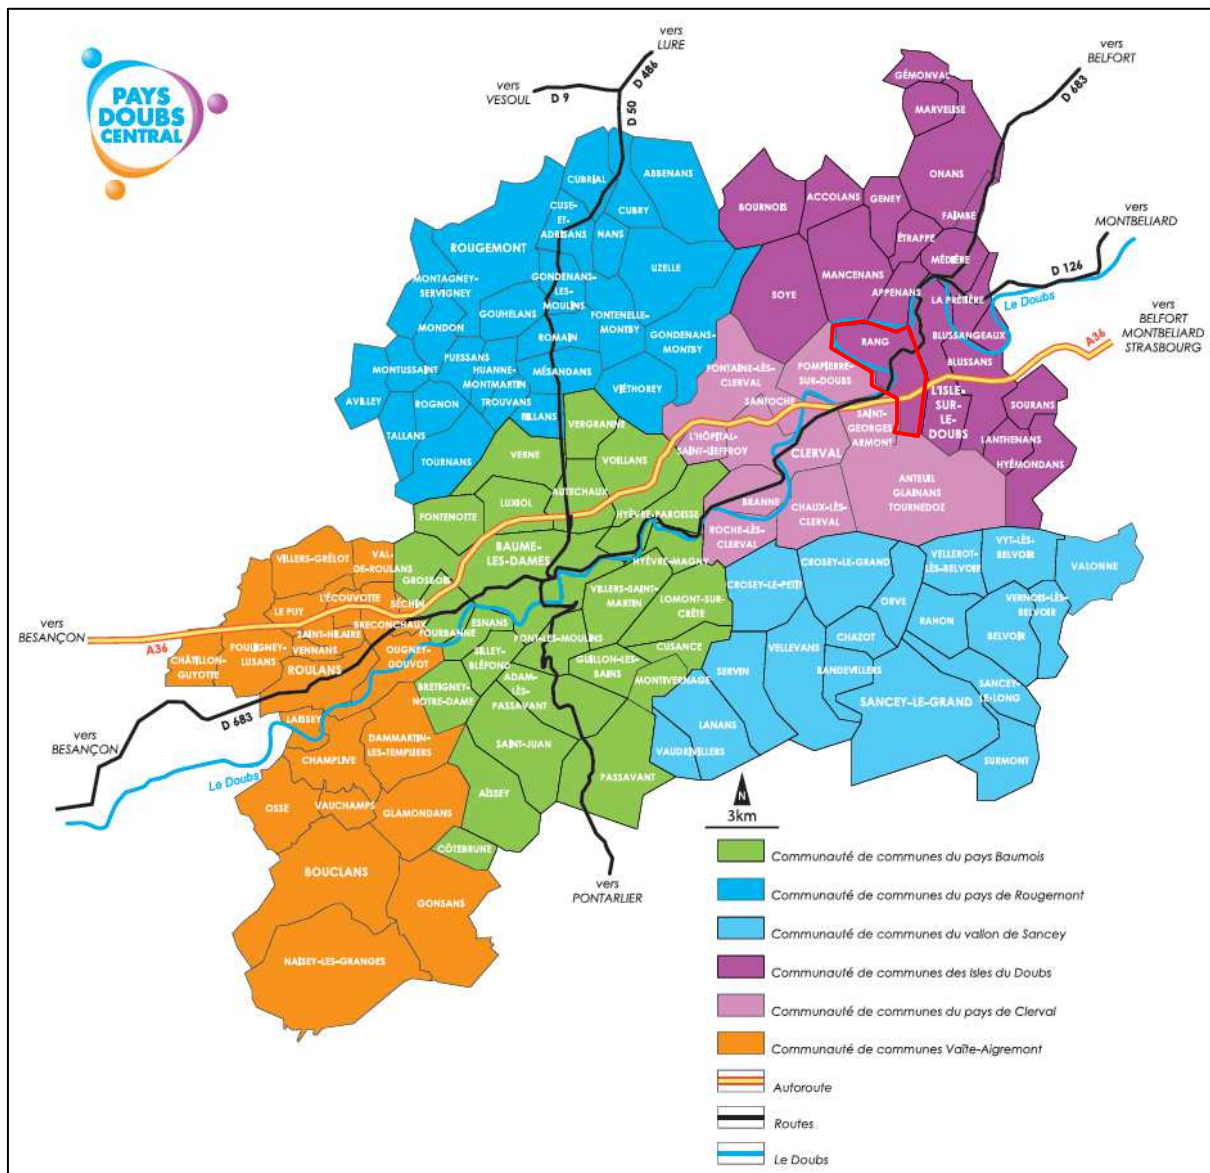 PAYS
DOUBS
CENTRAL
vers
LURE
vers
VESOUL
D 9
D 486
D 50
vers
BELFORT
D 683
vers
MONTBELIARD
D 126
Le Doubs
vers
BELFORT
MONTBELIARD
STRASBOURG
A36
GÉMONVAL
MARVELISE
ONANS
FAIMBE
GENEY
ACCOLANS
BOURNOIS
ÉTRAPPE
MÉDIÈRE
MANCENANS
APPENANS
LA PRÉTIÈRE
SOYE
BLUSSANGEAUX
BLUSSANS
RANG
L'ISLE-
SUR-
LE-
DOUBS
SOURANS
LANTHENANS
HYÉMONDANS
CUBRIAL
ABBENANS
CUSE-
ET-
ADRISANS
CUBRY
NANS
ROUGEMONT
UZELLE
MONTAGNEY-
SERVIGNEY
GONDENANS-
LES-
MOULINS
GOUHELANS
FONTENELLE-
MONTBY
MONDON
ROMAIN
GONDENANS-
MONTBY
PUESSANS
MONTUSSAINT
HUANNE-
MONTMARTIN
MÉSANDANS
VIÉTHOREY
AVILLEY
ROGNON
TROUVANS
RILLANS
TALLANS
TOURNANS
FONTAINE-LÈS-
CLERVAL
POMPIERRE-
SUR-DOUBS
SANTOCHE
SAINT-
GEORGES-
ARMONT
L'HÔPITAL-
SAINT-LIEFFROY
CLERVAL
ANTEUIL
GLAINANS
TOURNEDOZ
BRANNE
CHAUX-LÈS-
CLERVAL
ROCHE-LÈS-
CLERVAL
VERGRANNE
VERNE
VOILLANS
AUTECHAUX
LUXIOL
FONTENOTTE
HYÈVRE-PAROISSE
BAUME-
LES-DAMES
HYÈVRE-MAGNY
GROSBOIS
VILLERS-SAINT-
MARTIN
LOMONT-SUR-
CRÊTE
ESNANS
FOURBANNE
PONT-LES-MOULINS
CUSANCE
SILLEY-
BLÉFOND
GUILLON-LES-
BAINS
MONTIVERNAGE
ADAM-
LÈS-
PASSAVANT
BRETIGNEY-
NOTRE-DAME
SAINT-JUAN
PASSAVANT
AÏSSEY
CÔTEBRUNE
CROSEY-LE-PETIT
CROSEY-LE-GRAND
VELLEROT-
LÈS-BELVOIR
VYT-LÈS-
BELVOIR
VALONNE
ORVE
VERNOIS-LÈS-
BELVOIR
RAHON
CHAZOT
BELVOIR
VELLEVANS
SERVIN
RANDEVILLERS
SANCEY-
LE-LONG
SANCEY-LE-GRAND
LANANS
VAUDRIVILLERS
SURMONT
VILLERS-GRÉLOT
VAL-
DE-ROULANS
L'ÉCOUVOTTE
SÉCHIN
LE PUY
BRECONCHAUX
SAINT-HILAIRE
VENNANS
POULIGNEY-
LUSANS
OUGNEY-
DOUVOT
CHÂTILLON-
GUYOTTE
ROULANS
LAISSEY
DAMMARTIN-
LES-TEMPLIERS
CHAMPLIVE
OSSE
VAUCHAMPS
GLAMONDANS
BOUCLANS
GONSANS
NAISEY-LES-GRANGES
vers
BESANÇON
A36
D 683
vers
BESANÇON
Le Doubs
vers
PONTARLIER
N
3km
Communauté de communes du pays Baumois
Communauté de communes du pays de Rougemont
Communauté de communes du vallon de Sancey
Communauté de communes des Isles du Doubs
Communauté de communes du pays de Clerval
Communauté de communes Vaîte-Aigremont
Autoroute
Routes
Le Doubs